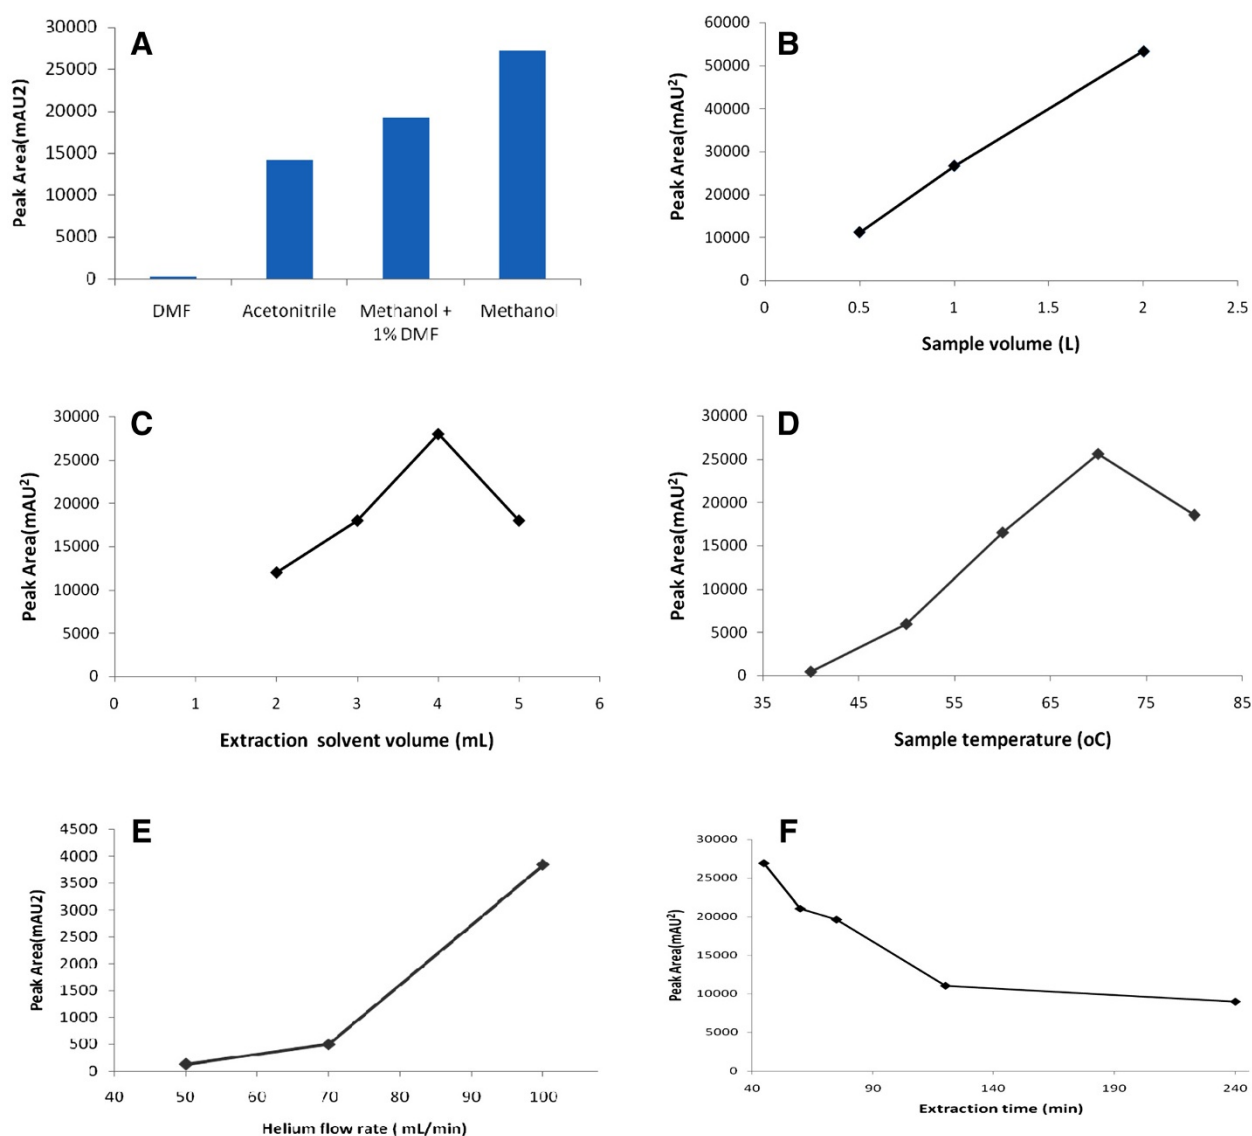 A
Peak Area(mAU2)
30000
25000
20000
15000
10000
5000
0
DMF Acetonitrile Methanol + Methanol
1% DMF
B
Peak Area(mAU²)
60000
50000
40000
30000
20000
10000
0
0 0.5 1 1.5 2 2.5
Sample volume (L)
C
Peak Area(mAU²)
30000
25000
20000
15000
10000
5000
0
0 1 2 3 4 5 6
Extraction solvent volume (mL)
D
Peak Area(mAU²)
30000
25000
20000
15000
10000
5000
0
35 45 55 65 75 85
Sample temperature (oC)
E
Peak Area(mAU2)
4500
4000
3500
3000
2500
2000
1500
1000
500
0
40 50 60 70 80 90 100
Helium flow rate ( mL/min)
F
Peak Area(mAU²)
30000
25000
20000
15000
10000
5000
0
40 90 140 190 240
Extraction time (min)